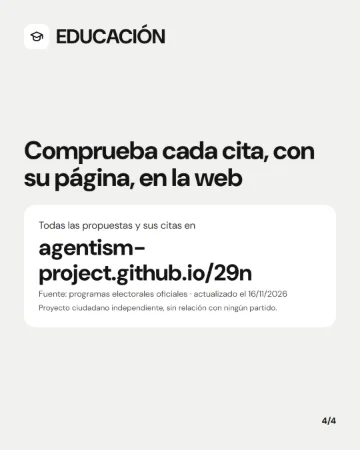 EDUCACIÓN
Comprueba cada cita, con
su página, en la web
Todas las propuestas y sus citas en
agentism-
project.github.io/29n
Fuente: programas electorales oficiales · actualizado el 16/11/2026
Proyecto ciudadano independiente, sin relación con ningún partido.
4/4